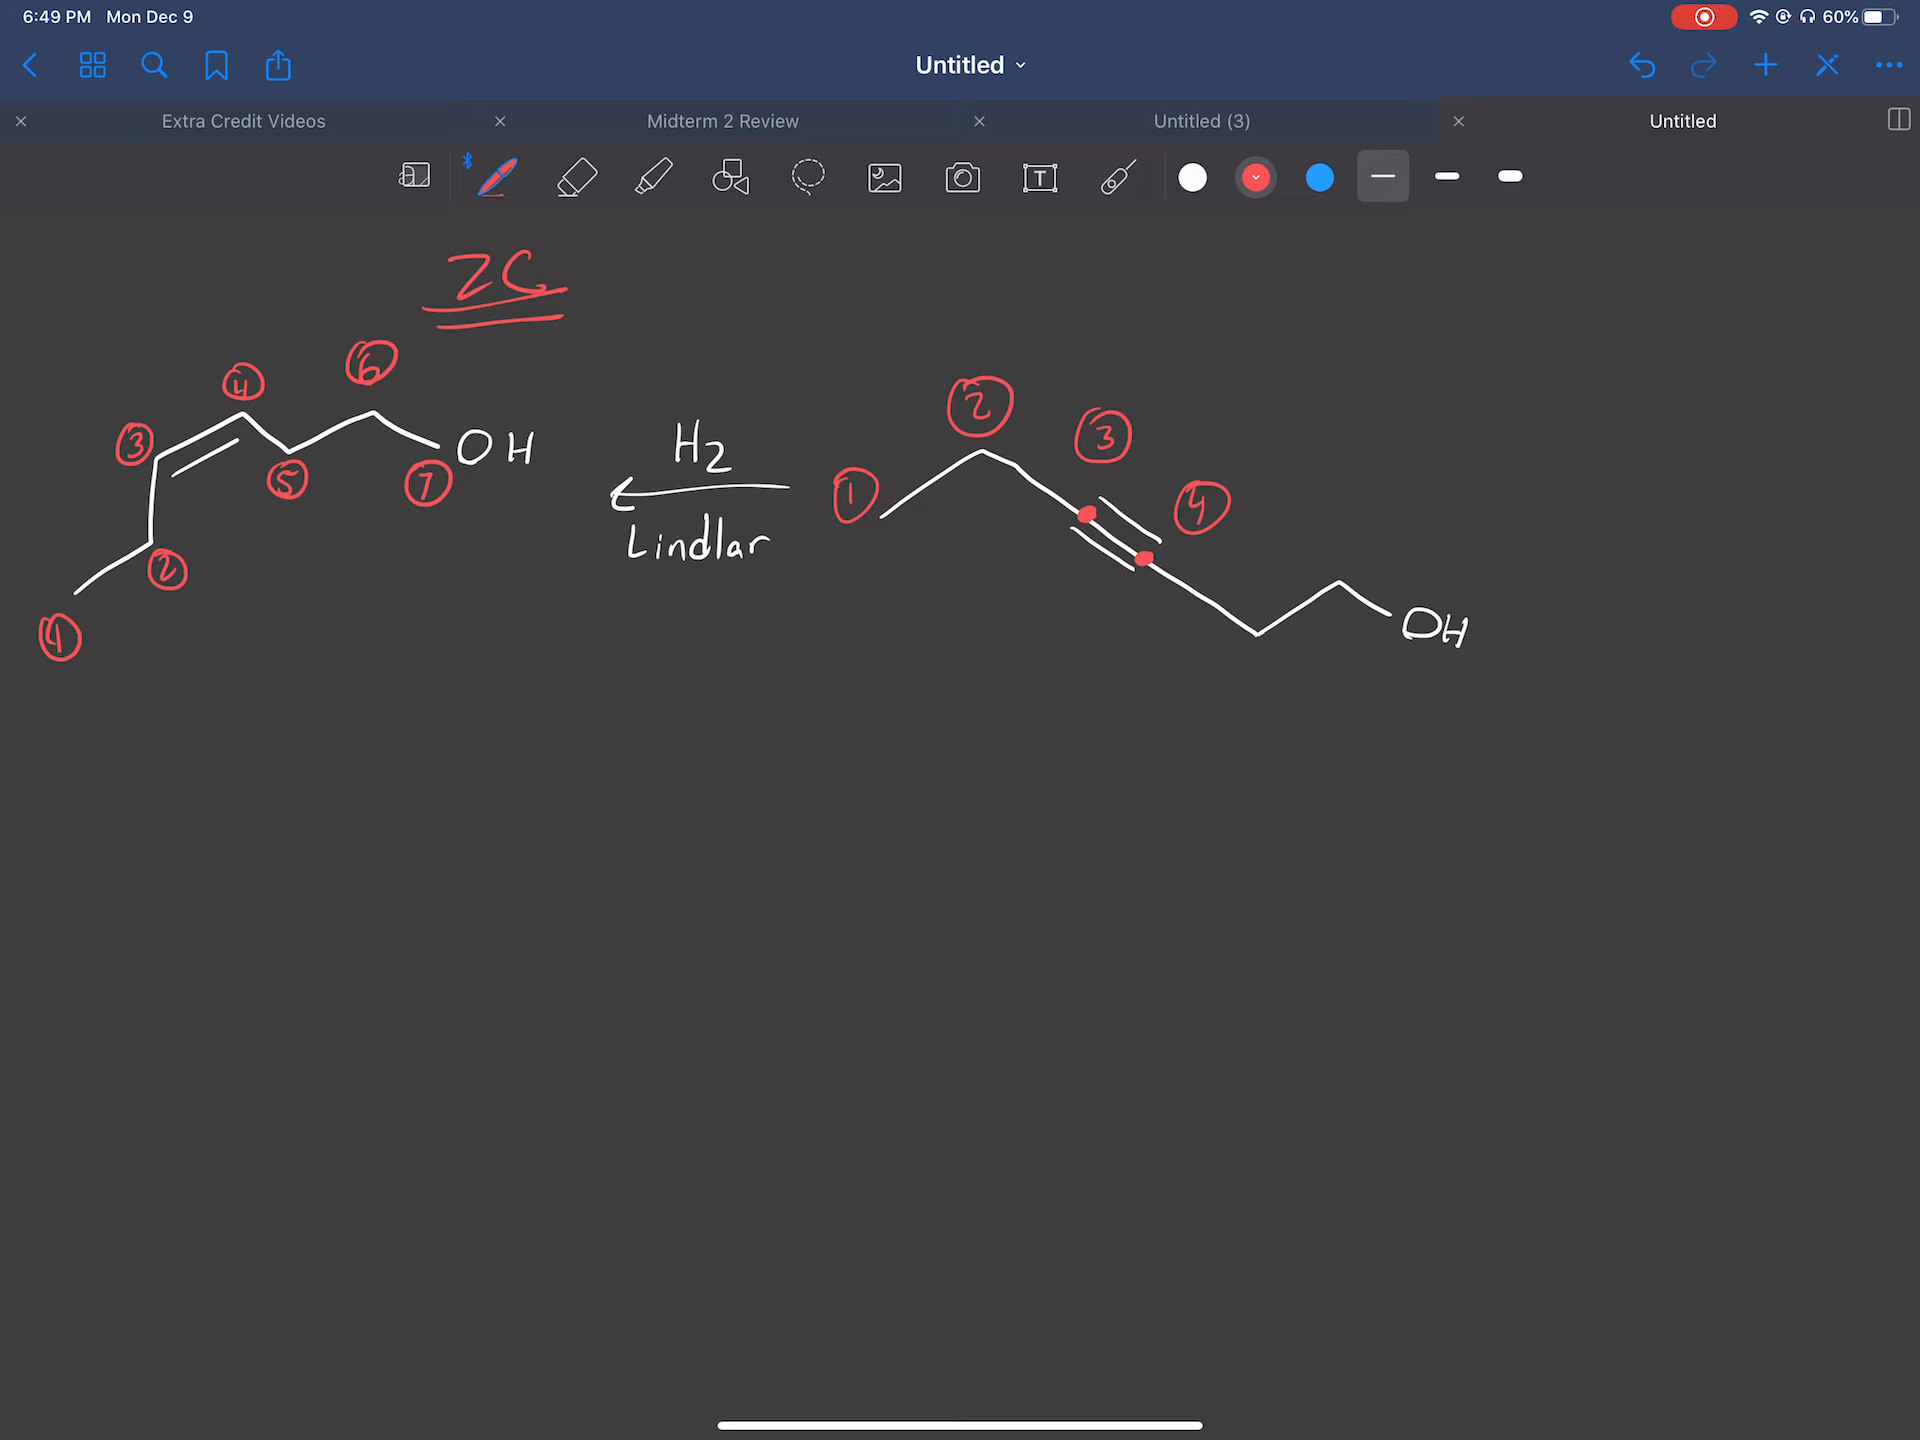 6:49 PM Mon Dec 9
60%
Untitled
Extra Credit Videos
Midterm 2 Review
Untitled (3)
Untitled
T
2C
6
4
2
3
OH
H2
3
5
7
1
4
Lindlar
2
OH
1